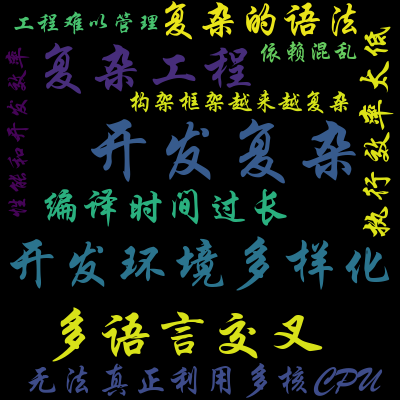 工程难以管理
复杂的语法
依赖混乱
复杂工程
执行效率太低
性能和开发效率
构架框架越来越复杂
开发复杂
编译时间过长
开发环境多样化
多语言交叉
无法真正利用多核CPU